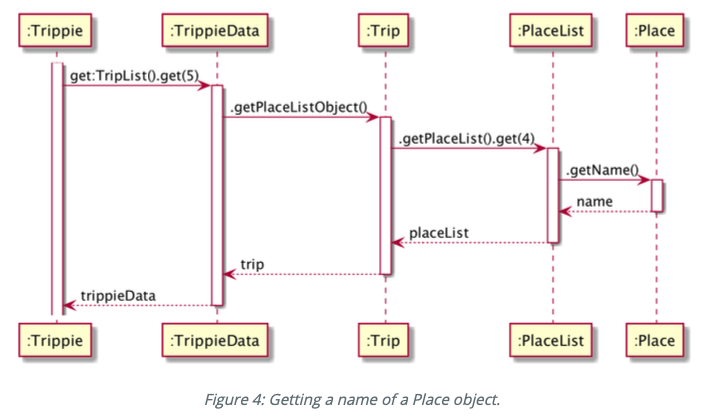 :Trippie :TrippieData :Trip :PlaceList :Place
get:TripList().get(5)
.getPlaceListObject()
.getPlaceList().get(4)
.getName()
name
placeList
trip
trippieData
:Trippie :TrippieData :Trip :PlaceList :Place
Figure 4: Getting a name of a Place object.